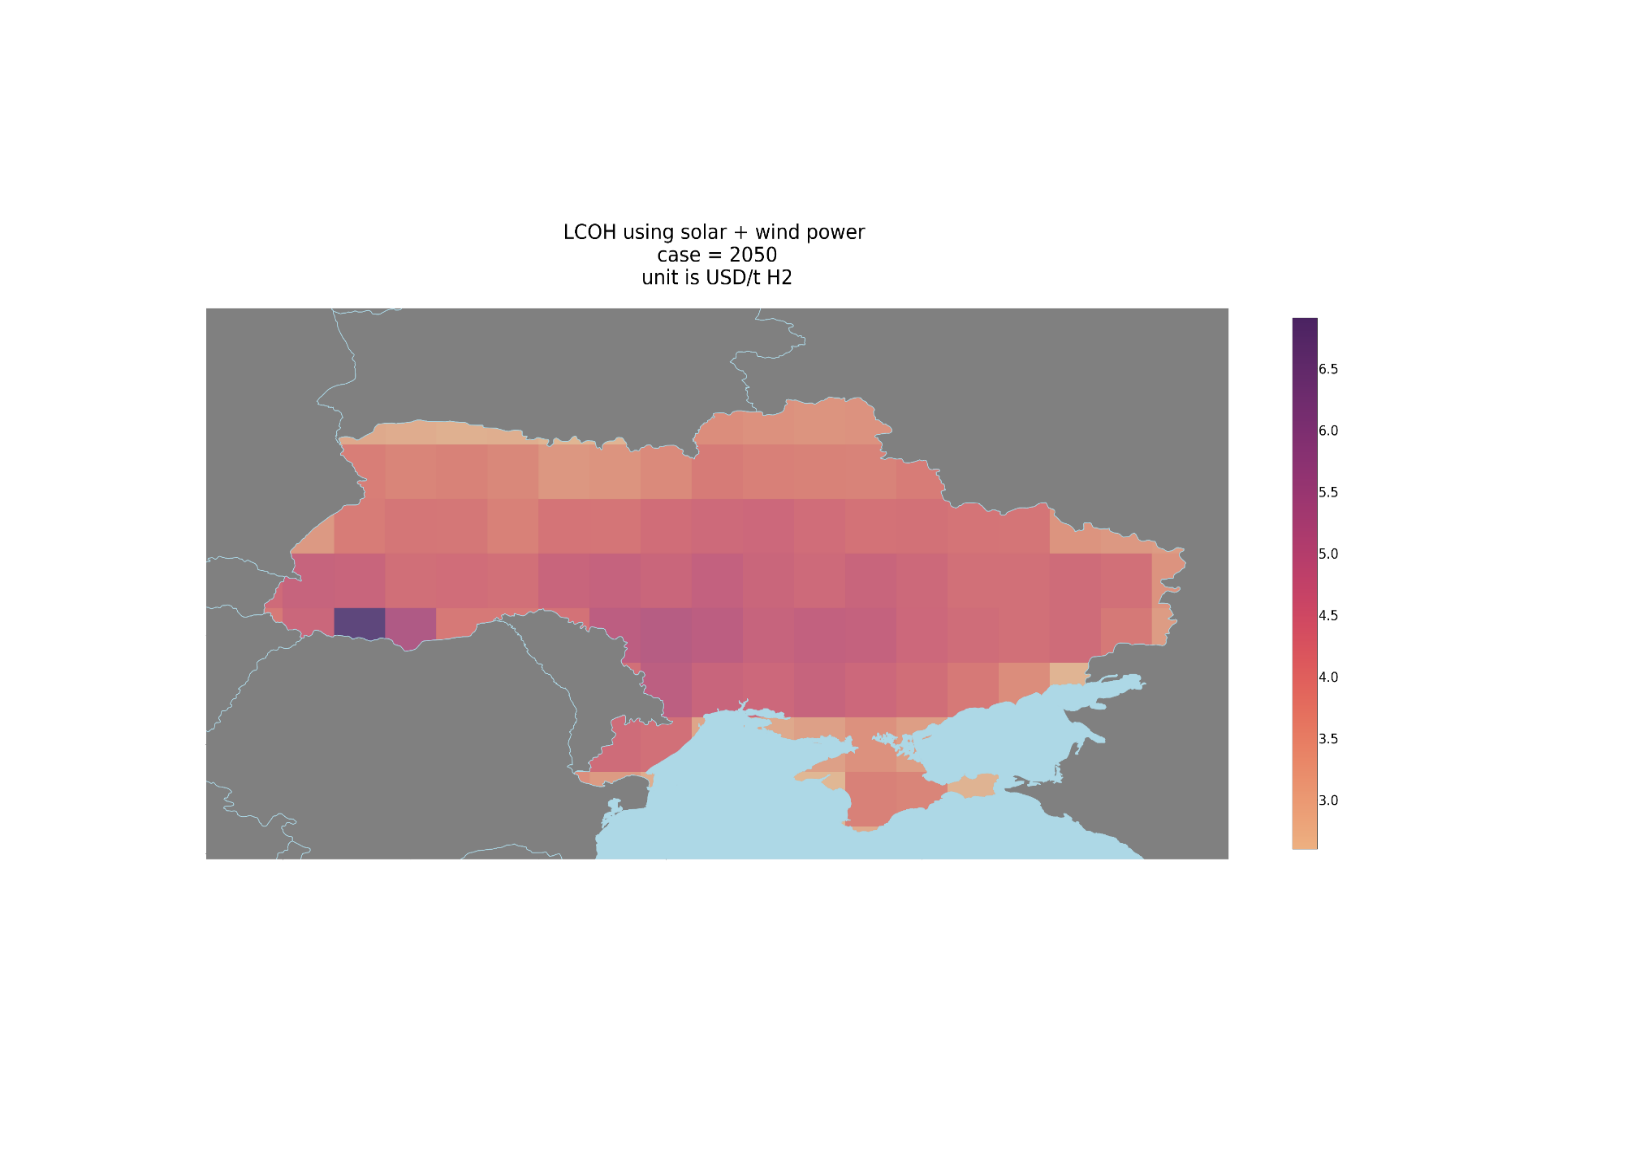 LCOH using solar + wind power
case = 2050
unit is USD/t H2
6.5
6.0
5.5
5.0
4.5
4.0
3.5
3.0